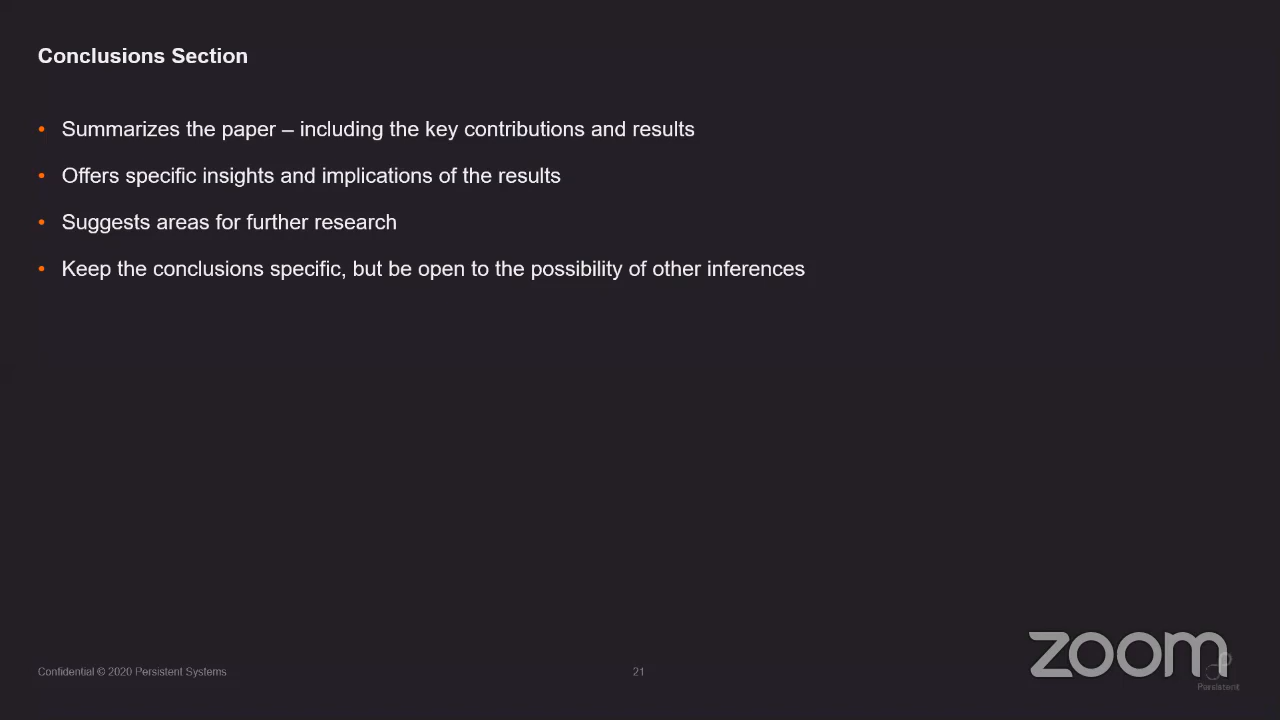 Conclusions Section
• Summarizes the paper – including the key contributions and results
• Offers specific insights and implications of the results
• Suggests areas for further research
• Keep the conclusions specific, but be open to the possibility of other inferences
Confidential © 2020 Persistent Systems
21
zoom
Persistent